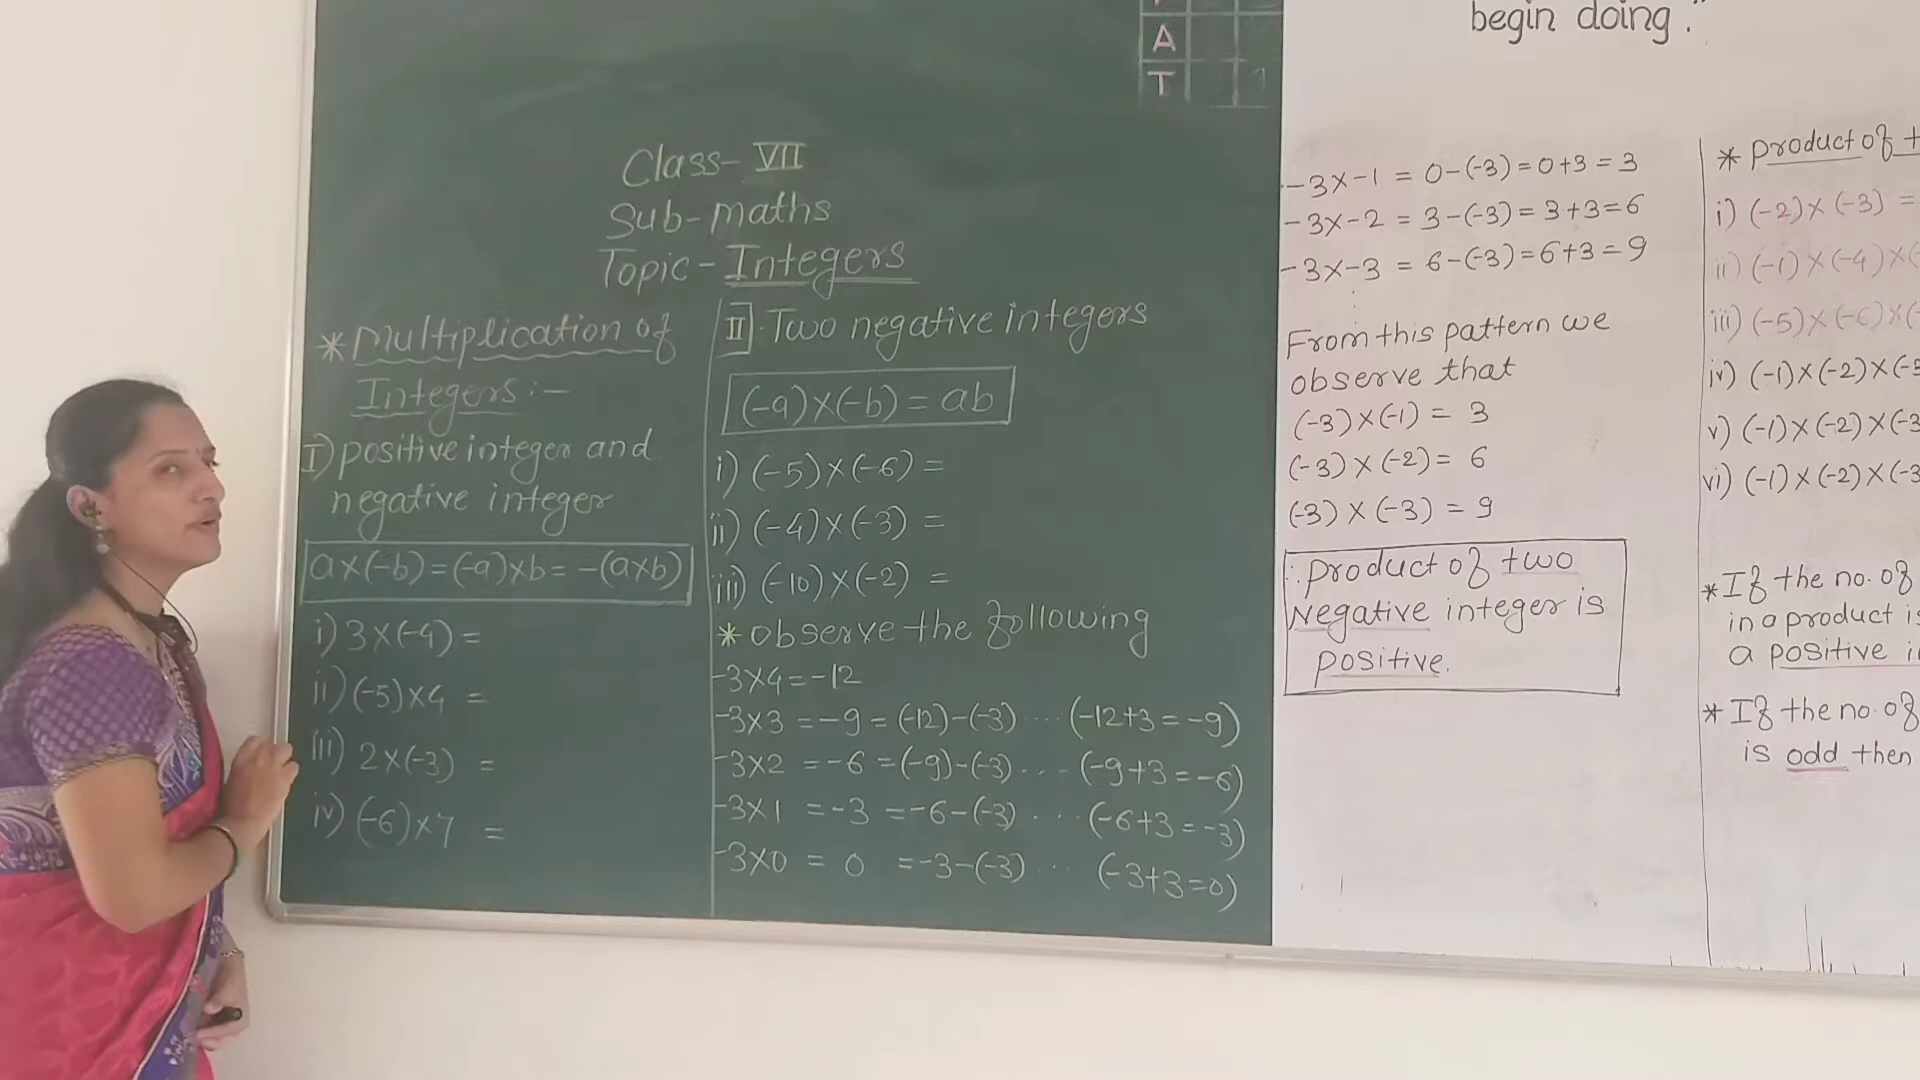 A
T
begin doing."
Class- VII
Sub- maths
Topic- Integers
* Multiplication of
Integers :-
I) positive integer and
negative integer
a×(-b)=(-a)×b= -(a×b)
i) 3×(-4) =
ii) (-5)×4 =
iii) 2×(-3) =
iv) (-6)×7 =
II. Two negative integers
(-a)×(-b) = ab
i) (-5)×(-6) =
ii) (-4)×(-3) =
iii) (-10)×(-2) =
* observe the following
-3×4=-12
-3×3 = -9 = (-12)-(-3) .... (-12+3=-9)
-3×2 = -6 =(-9)-(-3)... (-9+3=-6)
-3×1 = -3 = -6-(-3) ... (-6+3=-3)
-3×0 = 0 = -3-(-3) .. (-3+3=0)
-3×-1 = 0-(-3)=0+3 = 3
-3×-2 = 3-(-3)=3+3=6
-3×-3 = 6-(-3)=6+3=9
From this pattern we
observe that
(-3)×(-1) = 3
(-3)×(-2)= 6
(-3)×(-3) = 9
∴ product of two
Negative integer is
positive.
* product of
i) (-2)×(-3) =
ii) (-1)×(-4)×
iii) (-5)×(-6)×
iv) (-1)×(-2)×
v) (-1)×(-2)×(-3
vi) (-1)×(-2)×(-3
* If the no. of
in a product
a positive
* If the no. of
is odd then